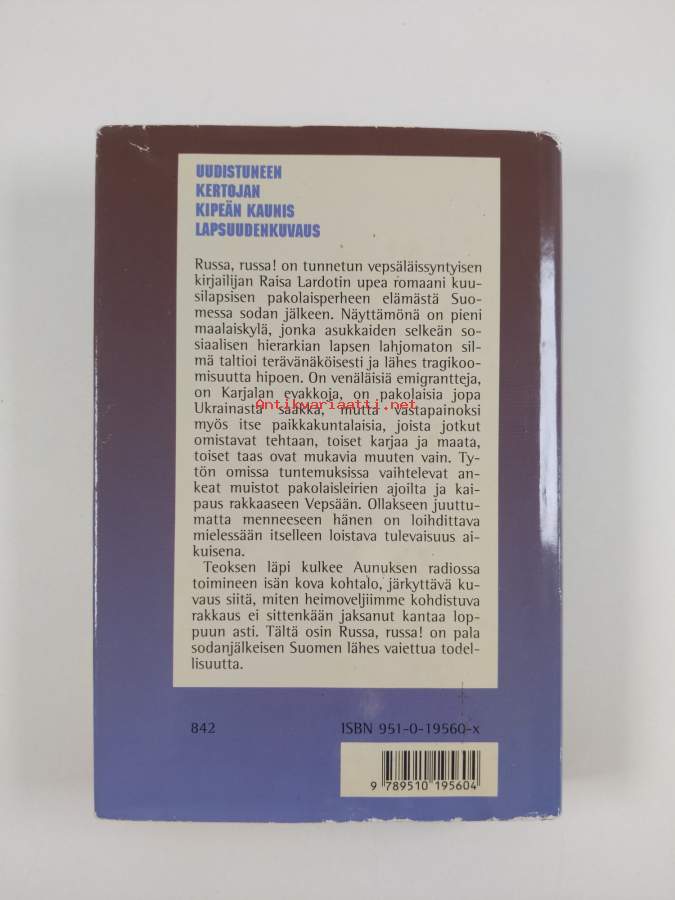 UUDISTUNEEN
KERTOJAN
KIPEÄN KAUNIS
LAPSUUDENKUVAUS
Russa, russa! on tunnetun vepsäläissyntyisen
kirjailijan Raisa Lardotin upea romaani kuu-
silapsisen pakolaisperheen elämästä Suo-
messa sodan jälkeen. Näyttämönä on pieni
maalaiskylä, jonka asukkaiden selkeän so-
siaalisen hierarkian lapsen lahjomaton sil-
mä taltioi terävänäköisesti ja lähes tragikoo-
misuutta hipoen. On venäläisiä emigrantteja,
on Karjalan evakkoja, on pakolaisia jopa
Ukrainasta saakka, mutta vastapainoksi
Antikvariaatti.net
myös itse paikkakuntalaisia, joista jotkut
omistavat tehtaan, toiset karjaa ja maata,
toiset taas ovat mukavia muuten vain. Ty-
tön omissa tuntemuksissa vaihtelevat an-
keat muistot pakolaisleirien ajoilta ja kai-
paus rakkaaseen Vepsään. Ollakseen juuttu-
matta menneeseen hänen on loihdittava
mielessään itselleen loistava tulevaisuus ai-
kuisena.
Teoksen läpi kulkee Aunuksen radiossa
toimineen isän kova kohtalo, järkyttävä ku-
vaus siitä, miten heimoveljiimme kohdistuva
rakkaus ei sittenkään jaksanut kantaa lop-
puun asti. Tältä osin Russa, russa! on pala
sodanjälkeisen Suomen lähes vaiettua todel-
lisuutta.
842 ISBN 951-0-19560-x
9 789510 195604